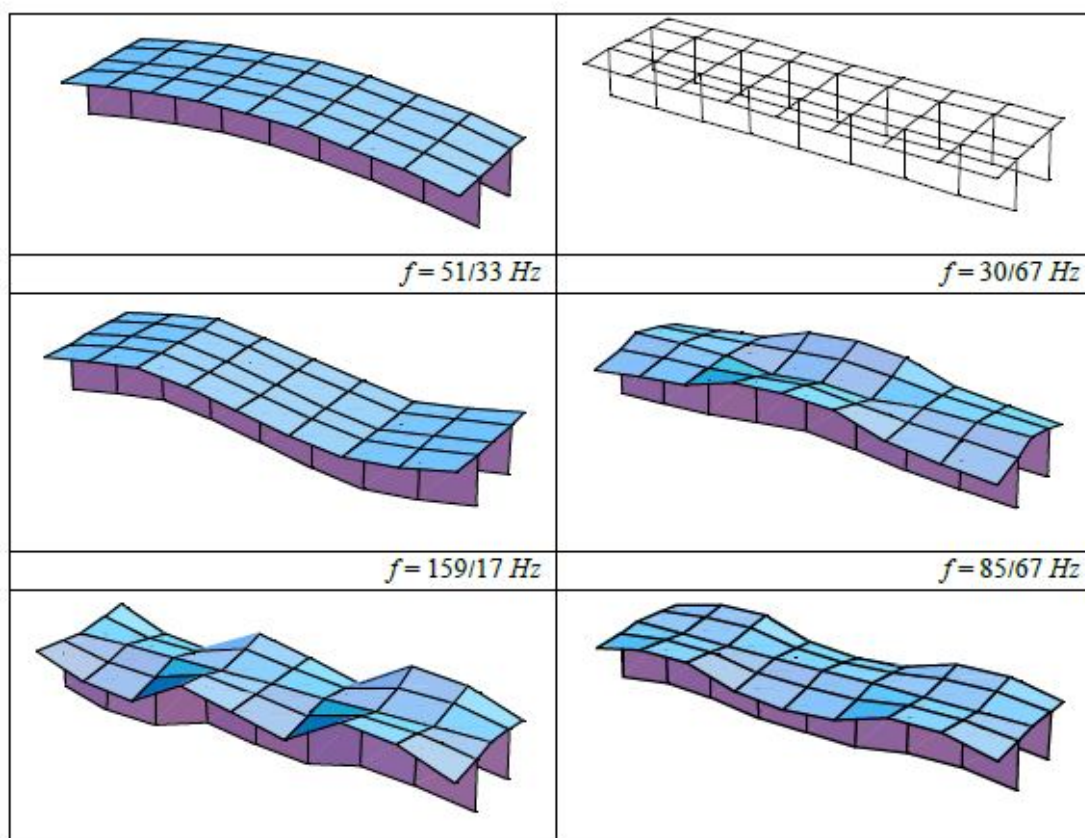 f = 51/33 Hz
f = 30/67 Hz
f = 159/17 Hz
f = 85/67 Hz